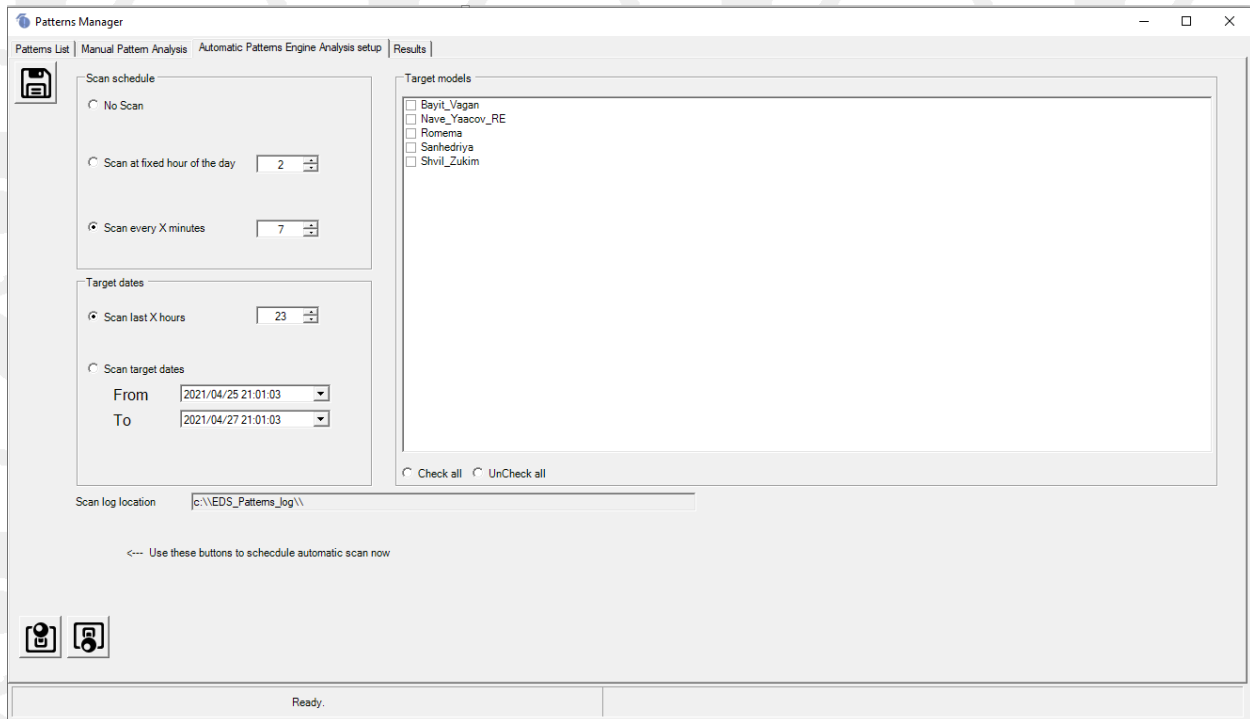 Patterns Manager
Patterns List Manual Pattern Analysis Automatic Patterns Engine Analysis setup Results
Scan schedule
No Scan
Scan at fixed hour of the day 2
Scan every X minutes 7
Target dates
Scan last X hours 23
Scan target dates
From 2021/04/25 21:01:03
To 2021/04/27 21:01:03
Target models
Bayit_Vagan
Nave_Yaacov_RE
Romema
Sanhedriya
Shvil_Zukim
Check all UnCheck all
Scan log location c:\\EDS_Patterns_log\\
<--- Use these buttons to schecdule automatic scan now
Ready.